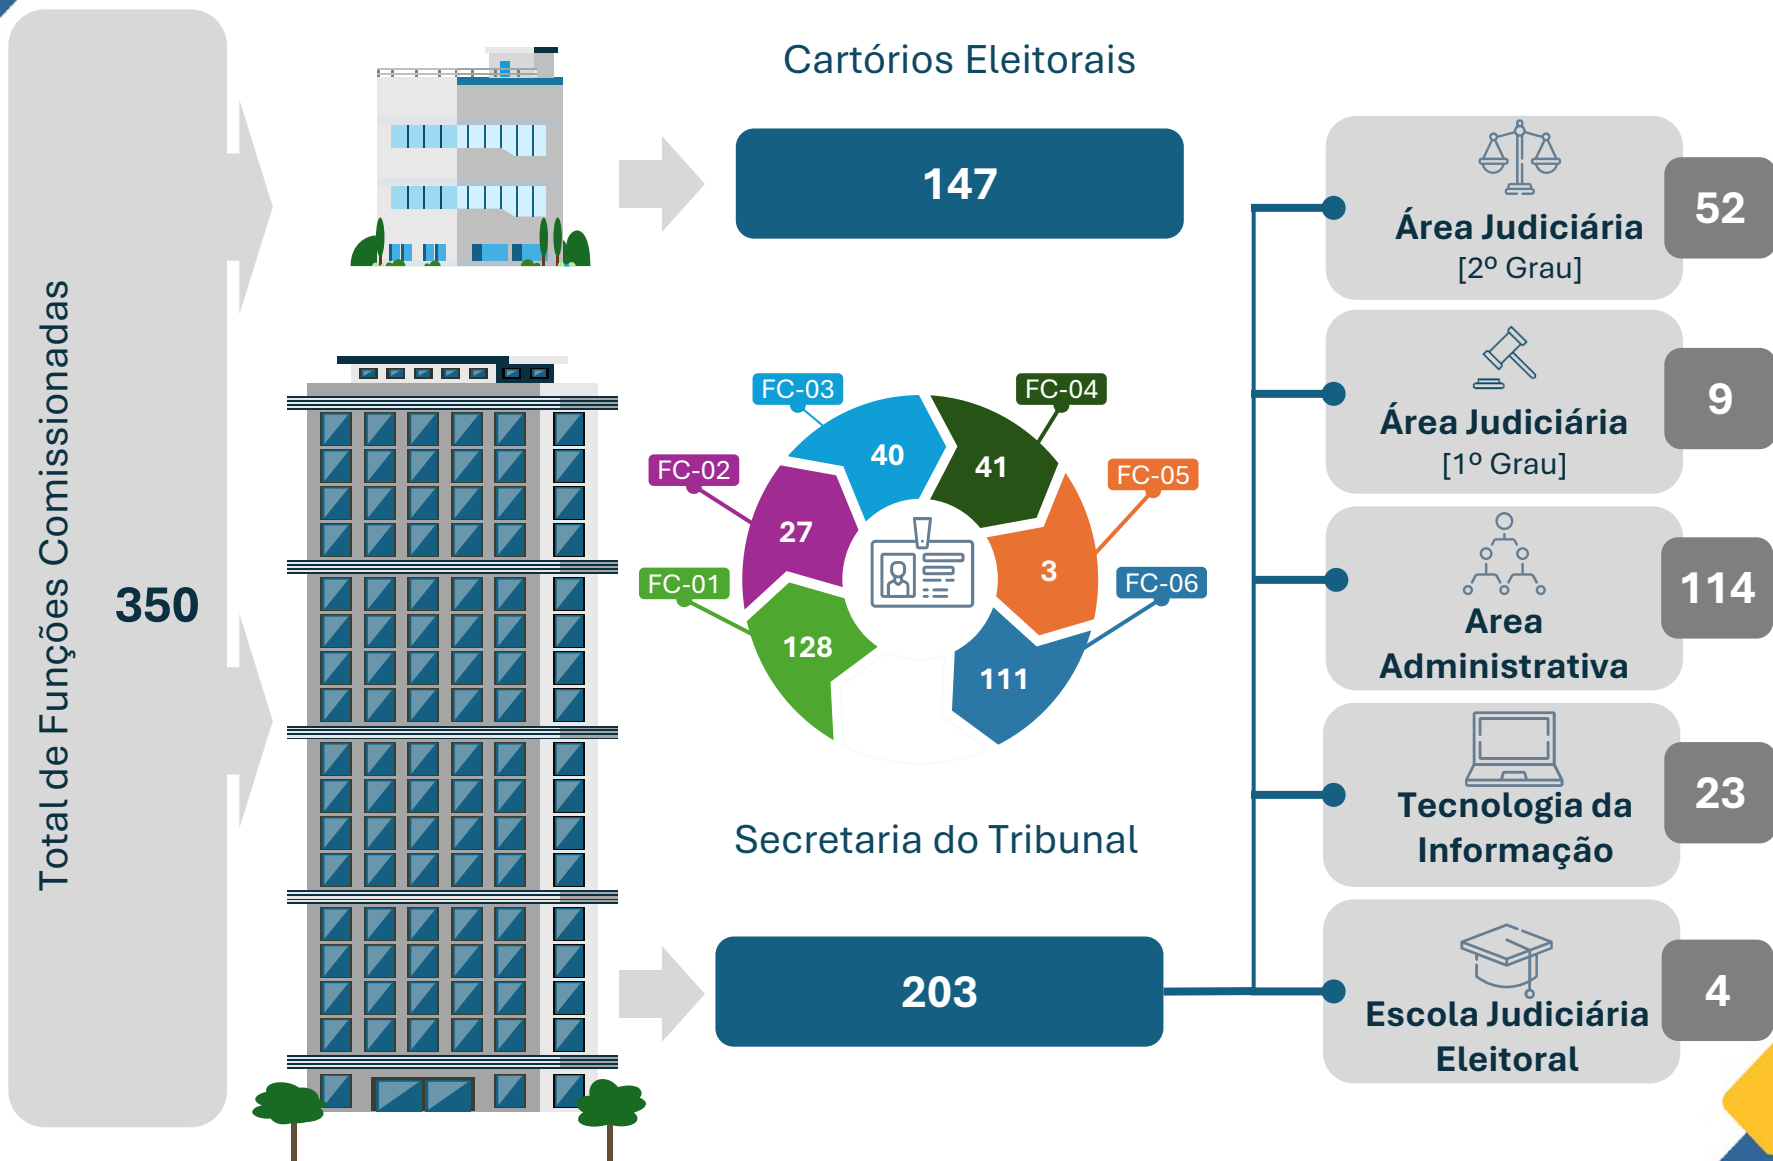 Total de Funções Comissionadas
350
Cartórios Eleitorais
147
FC-03
FC-04
FC-02
FC-05
FC-01
FC-06
40
41
27
3
128
111
Secretaria do Tribunal
203
Área Judiciária
[2º Grau]
52
Área Judiciária
[1º Grau]
9
Area
Administrativa
114
Tecnologia da
Informação
23
Escola Judiciária
Eleitoral
4